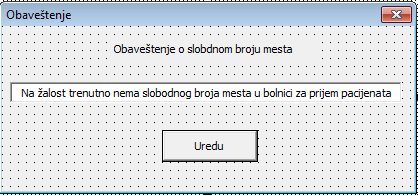 Obaveštenje
Obaveštenje o slobdnom broju mesta
Na žalost trenutno nema slobodnog broja mesta u bolnici za prijem pacijenata
Uredu